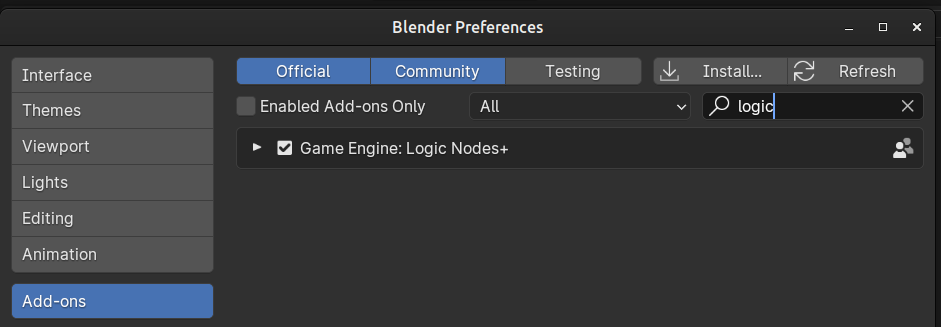 Blender Preferences
Interface
Themes
Viewport
Lights
Editing
Animation
Add-ons
Official Community Testing Install... Refresh
Enabled Add-ons Only All logic
Game Engine: Logic Nodes+